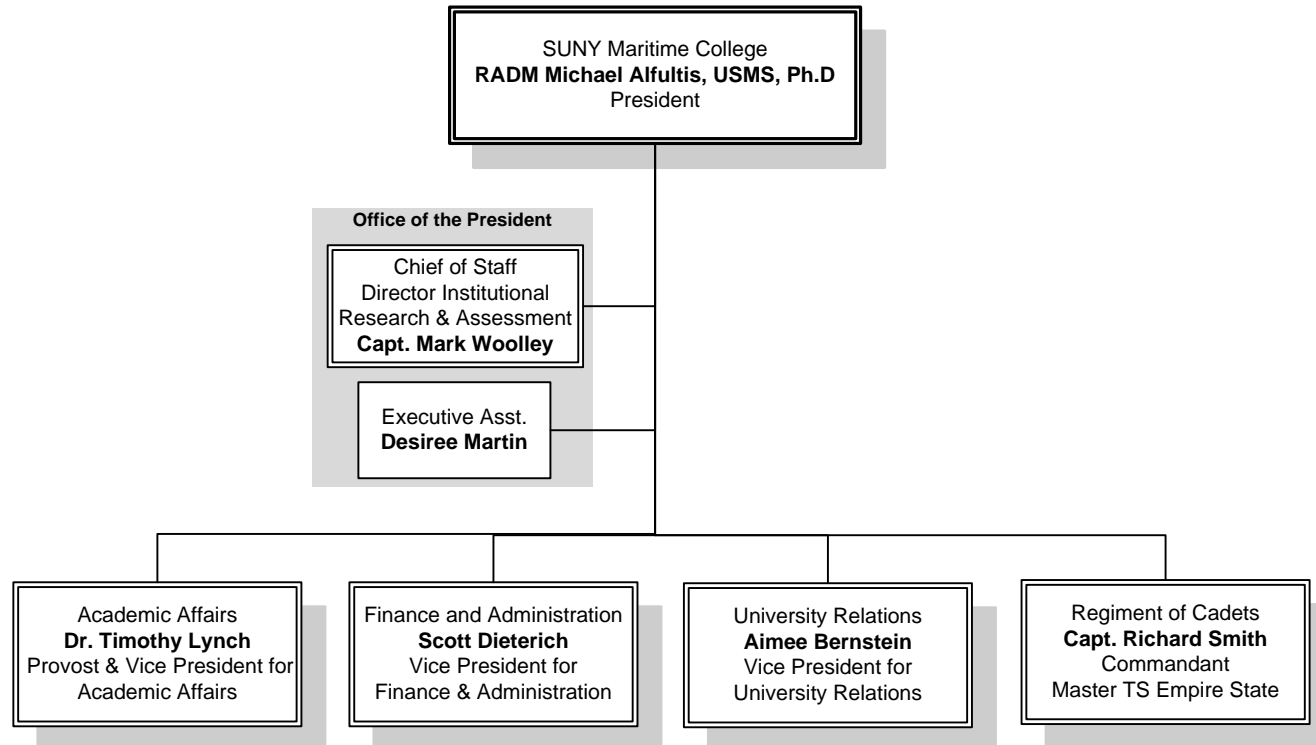 SUNY Maritime College
RADM Michael Alfultis, USMS, Ph.D
President
Office of the President
Chief of Staff
Director Institutional
Research & Assessment
Capt. Mark Woolley
Executive Asst.
Desiree Martin
Academic Affairs
Dr. Timothy Lynch
Provost & Vice President for
Academic Affairs
Finance and Administration
Scott Dieterich
Vice President for
Finance & Administration
University Relations
Aimee Bernstein
Vice President for
University Relations
Regiment of Cadets
Capt. Richard Smith
Commandant
Master TS Empire State